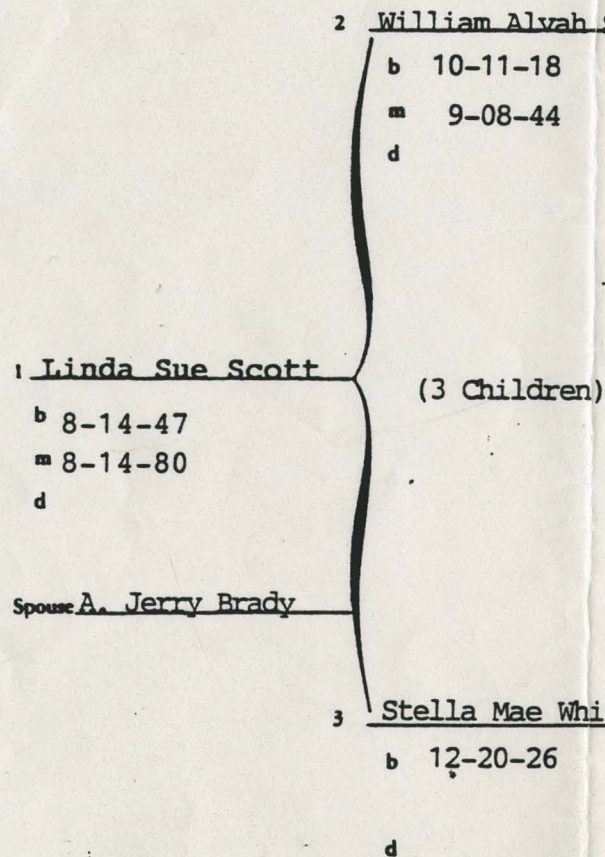 2 William Alvah
b 10-11-18
m 9-08-44
d
1 Linda Sue Scott
(3 Children)
b 8-14-47
m 8-14-80
d
Spouse A. Jerry Brady
3 Stella Mae Whi
b 12-20-26
d